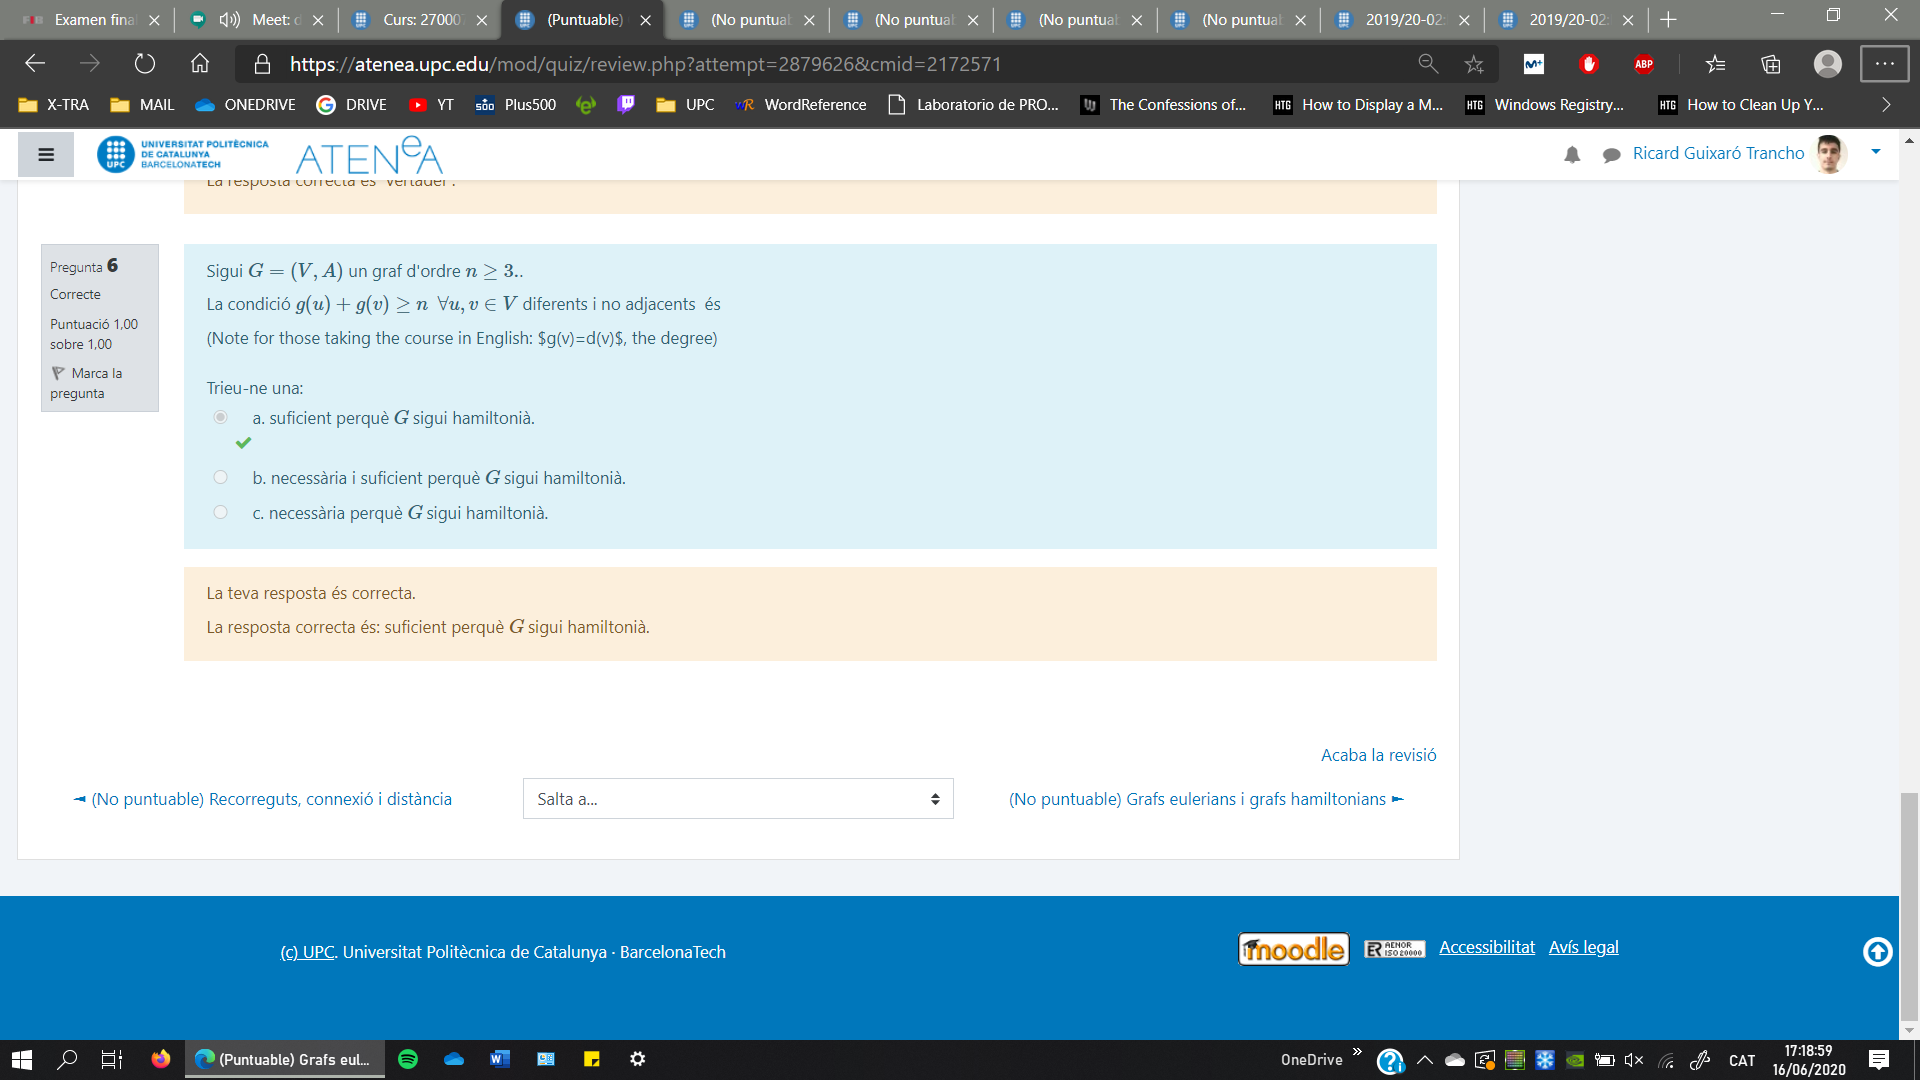 Examen fina
Meet: d
Curs: 27000
(Puntuable)
(No puntuab
(No puntuab
(No puntuab
(No puntuab
2019/20-02:
2019/20-02:
https://atenea.upc.edu/mod/quiz/review.php?attempt=2879626&cmid=2172571
ABP
X-TRA
MAIL
ONEDRIVE
DRIVE
YT
Plus500
UPC
WordReference
Laboratorio de PRO...
The Confessions of...
HTG How to Display a M...
HTG Windows Registry...
HTG How to Clean Up Y...
UPC
UNIVERSITAT POLITÈCNICA
DE CATALUNYA
BARCELONATECH
ATENeA
Ricard Guixaró Trancho
La resposta correcta és 'Vertader'.
Pregunta 6
Correcte
Puntuació 1,00
sobre 1,00
Marca la
pregunta
Sigui G = (V, A) un graf d'ordre n ≥ 3..
La condició g(u) + g(v) ≥ n ∀u, v ∈ V diferents i no adjacents és
(Note for those taking the course in English: $g(v)=d(v)$, the degree)
Trieu-ne una:
a. suficient perquè G sigui hamiltonià.
b. necessària i suficient perquè G sigui hamiltonià.
c. necessària perquè G sigui hamiltonià.
La teva resposta és correcta.
La resposta correcta és: suficient perquè G sigui hamiltonià.
Acaba la revisió
◄ (No puntuable) Recorreguts, connexió i distància
Salta a...
(No puntuable) Grafs eulerians i grafs hamiltonians ►
(c) UPC. Universitat Politècnica de Catalunya · BarcelonaTech
moodle
ER AENOR
ISO 20000
Accessibilitat
Avís legal
(Puntuable) Grafs eul...
OneDrive
CAT
17:18:59
16/06/2020